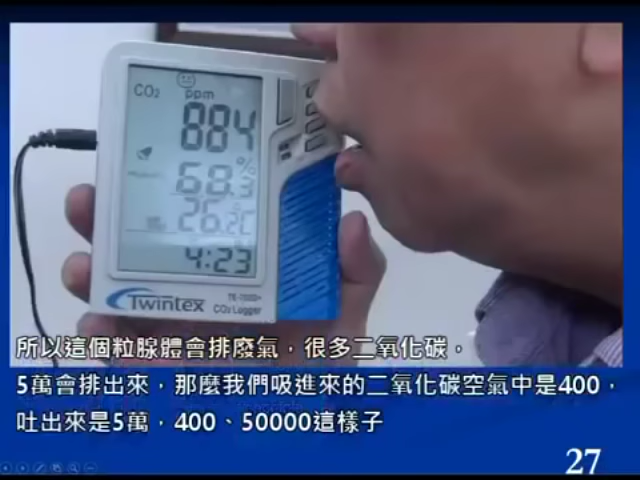 CO₂ ppm
884
68.3 %
26.2℃
4:23
Twintex
CO₂ Logger
所以這個粒腺體會排廢氣，很多二氧化碳，
5萬會排出來，那麼我們吸進來的二氧化碳空氣中是400，
吐出來是5萬，400、50000這樣子
27